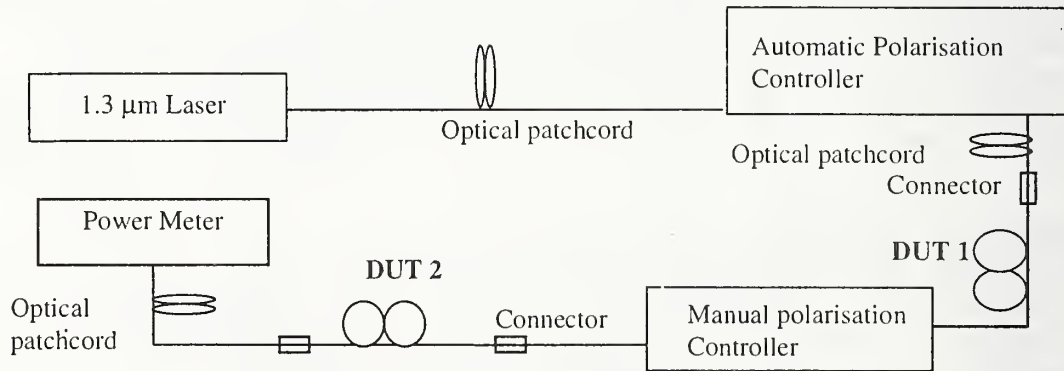 Automatic Polarisation
Controller
1.3 µm Laser
Optical patchcord
Optical patchcord
Connector
Power Meter
DUT 1
DUT 2
Optical
patchcord
Connector
Manual polarisation
Controller